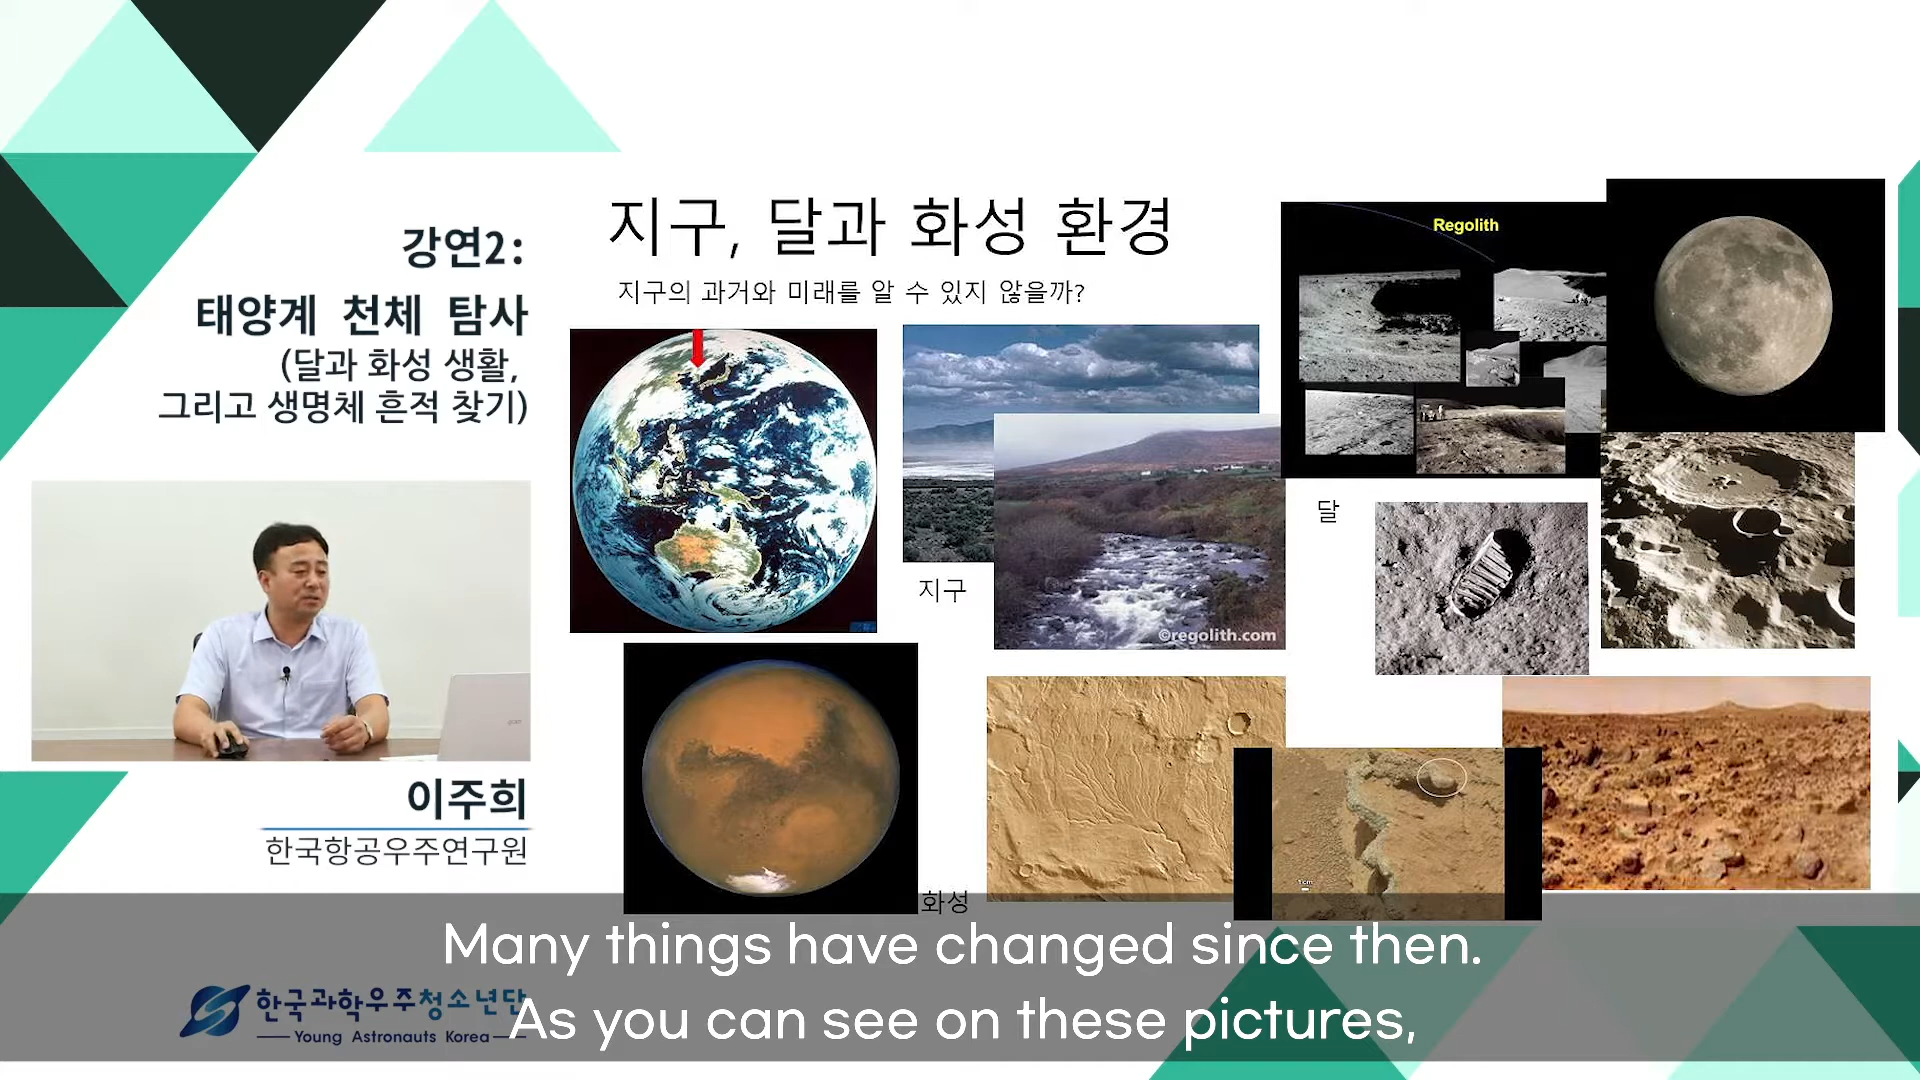 강연2:
태양계 천체 탐사
(달과 화성 생활,
그리고 생명체 흔적 찾기)
이주희
한국항공우주연구원
지구, 달과 화성 환경
지구의 과거와 미래를 알 수 있지 않을까?
Regolith
지구
©regolith.com
달
화성
1cm
Many things have changed since then.
As you can see on these pictures,
한국과학우주청소년단
Young Astronauts Korea